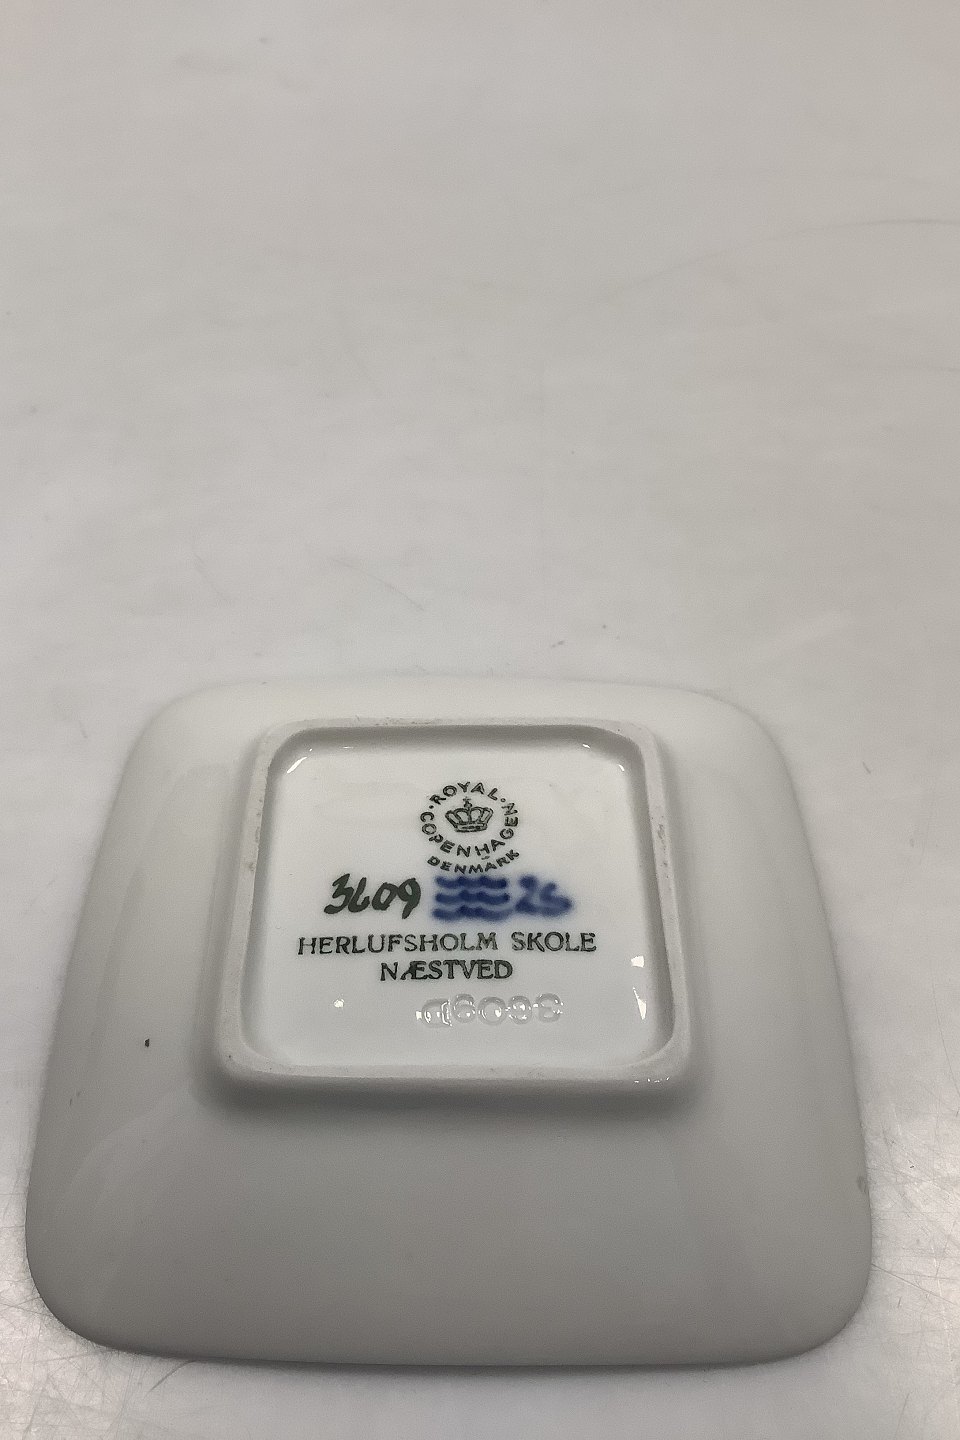 ROYAL COPENHAGEN
DENMARK
3609 26
HERLUFSHOLM SKOLE
NÆSTVED